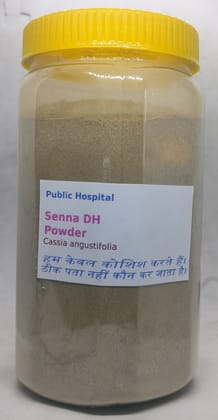 Public Hospital
Senna DH
Powder
Cassia angustifolia
हम केवल कोशिश करते हैं।
ठीक पता नहीं कौन कर जाता है।